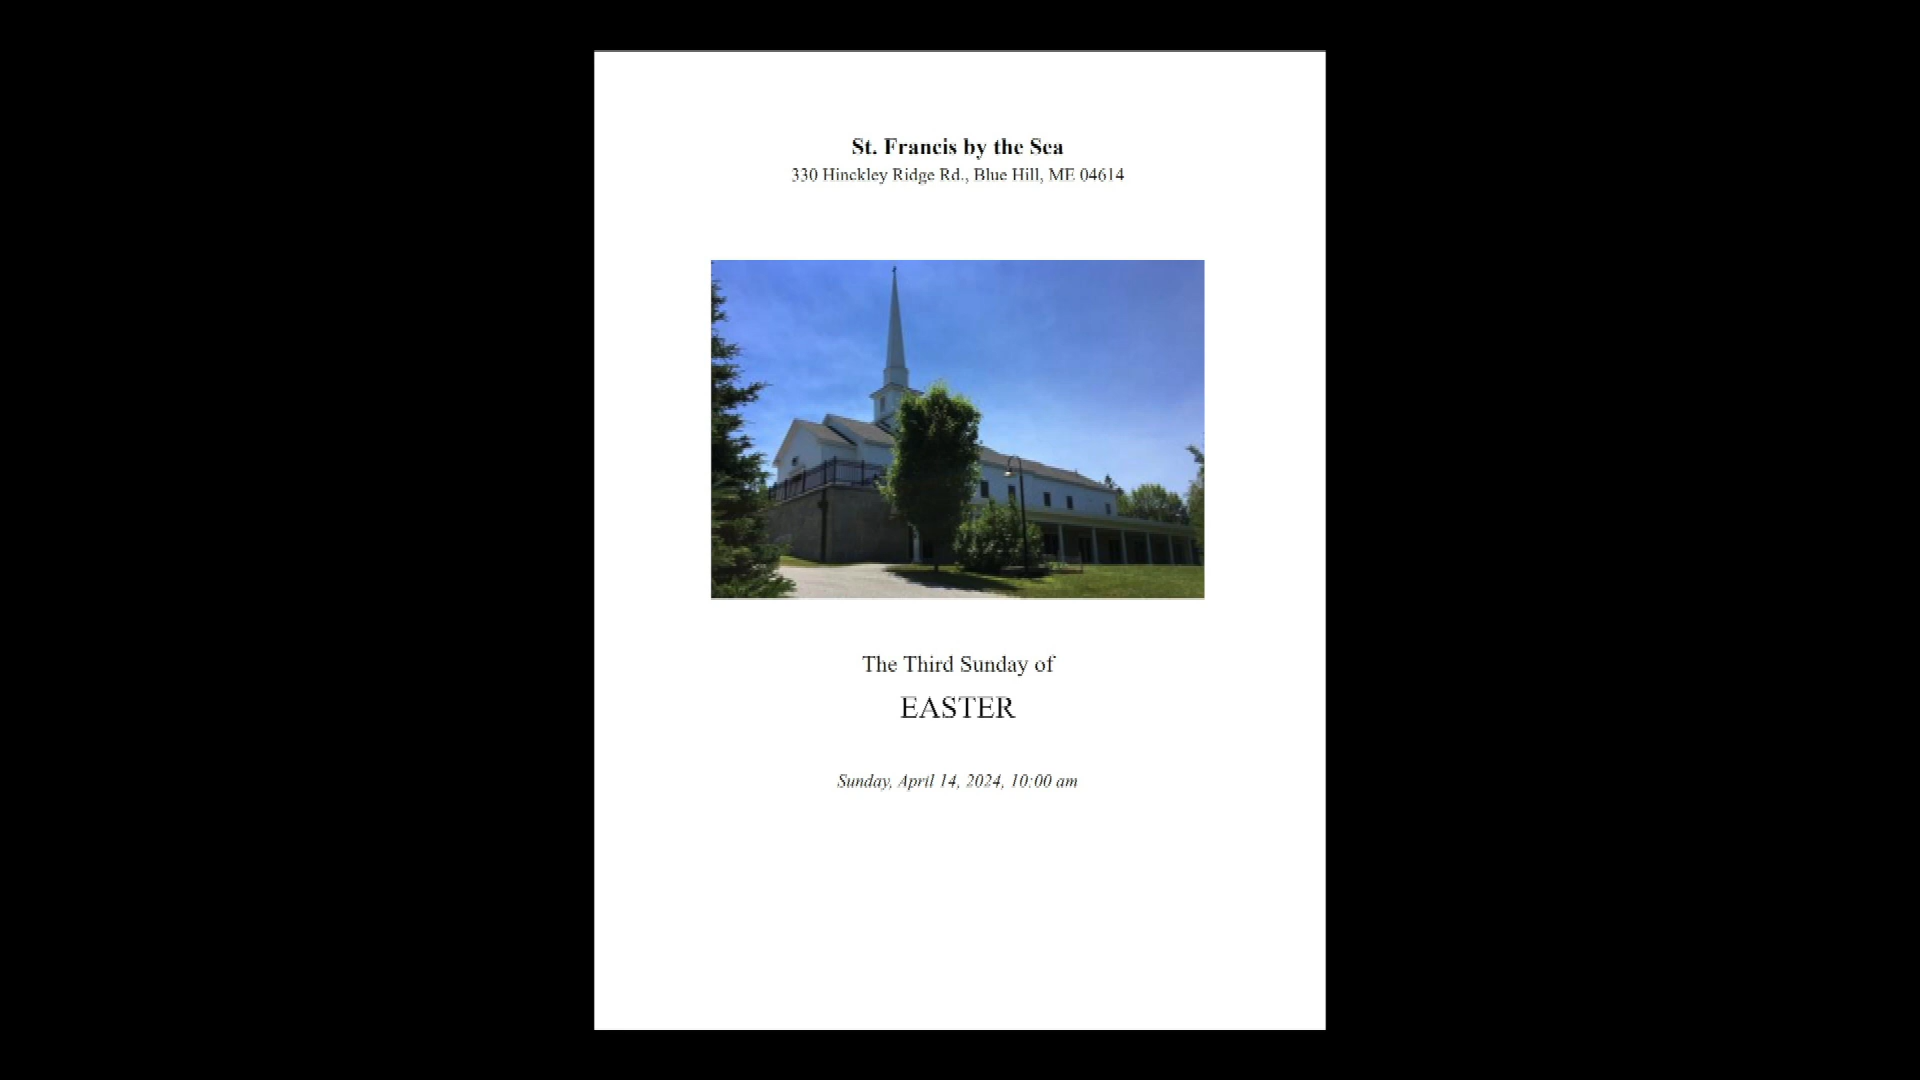 St. Francis by the Sea
330 Hinckley Ridge Rd., Blue Hill, ME 04614
The Third Sunday of
EASTER
Sunday, April 14, 2024, 10:00 am